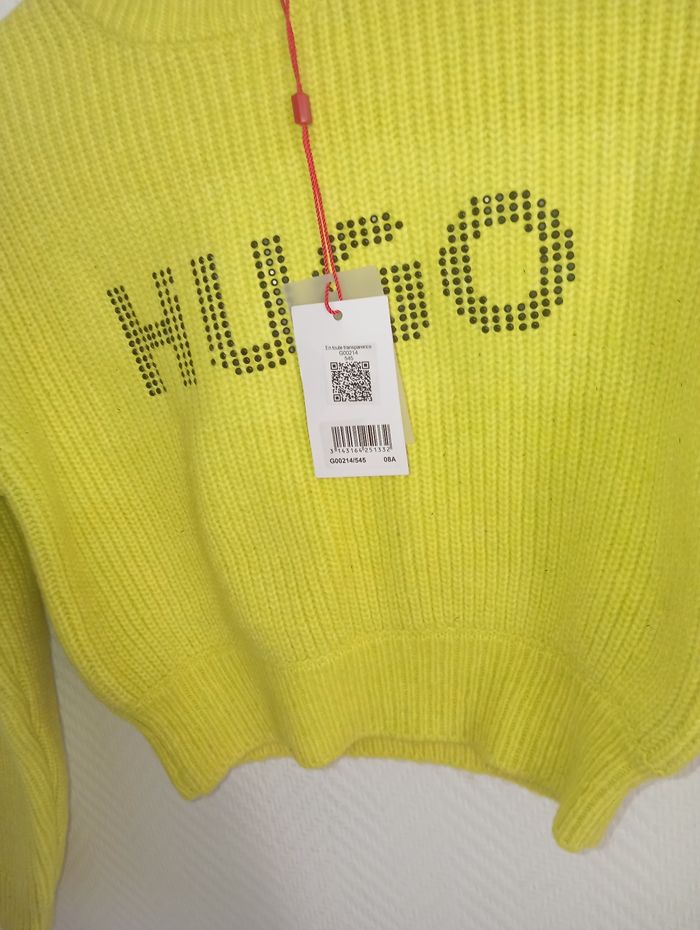 HUGO
En toute transparence
G00214
545
3 143164 251332
G00214/545 08A